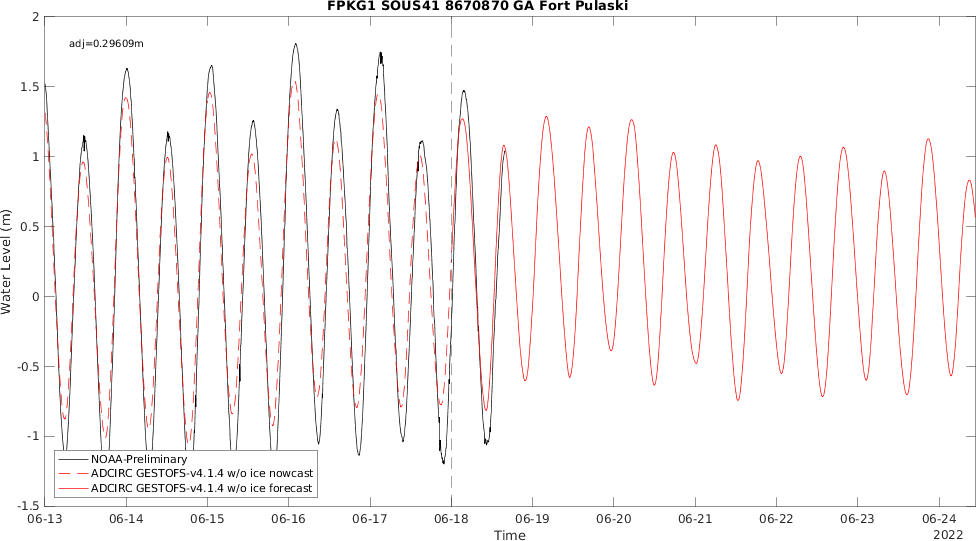 FPKG1 SOUS41 8670870 GA Fort Pulaski
adj=0.29609m
Water Level (m)
2
1.5
1
0.5
0
-0.5
-1
-1.5
NOAA-Preliminary
ADCIRC GESTOFS-v4.1.4 w/o ice nowcast
ADCIRC GESTOFS-v4.1.4 w/o ice forecast
06-13 06-14 06-15 06-16 06-17 06-18 06-19 06-20 06-21 06-22 06-23 06-24
2022
Time